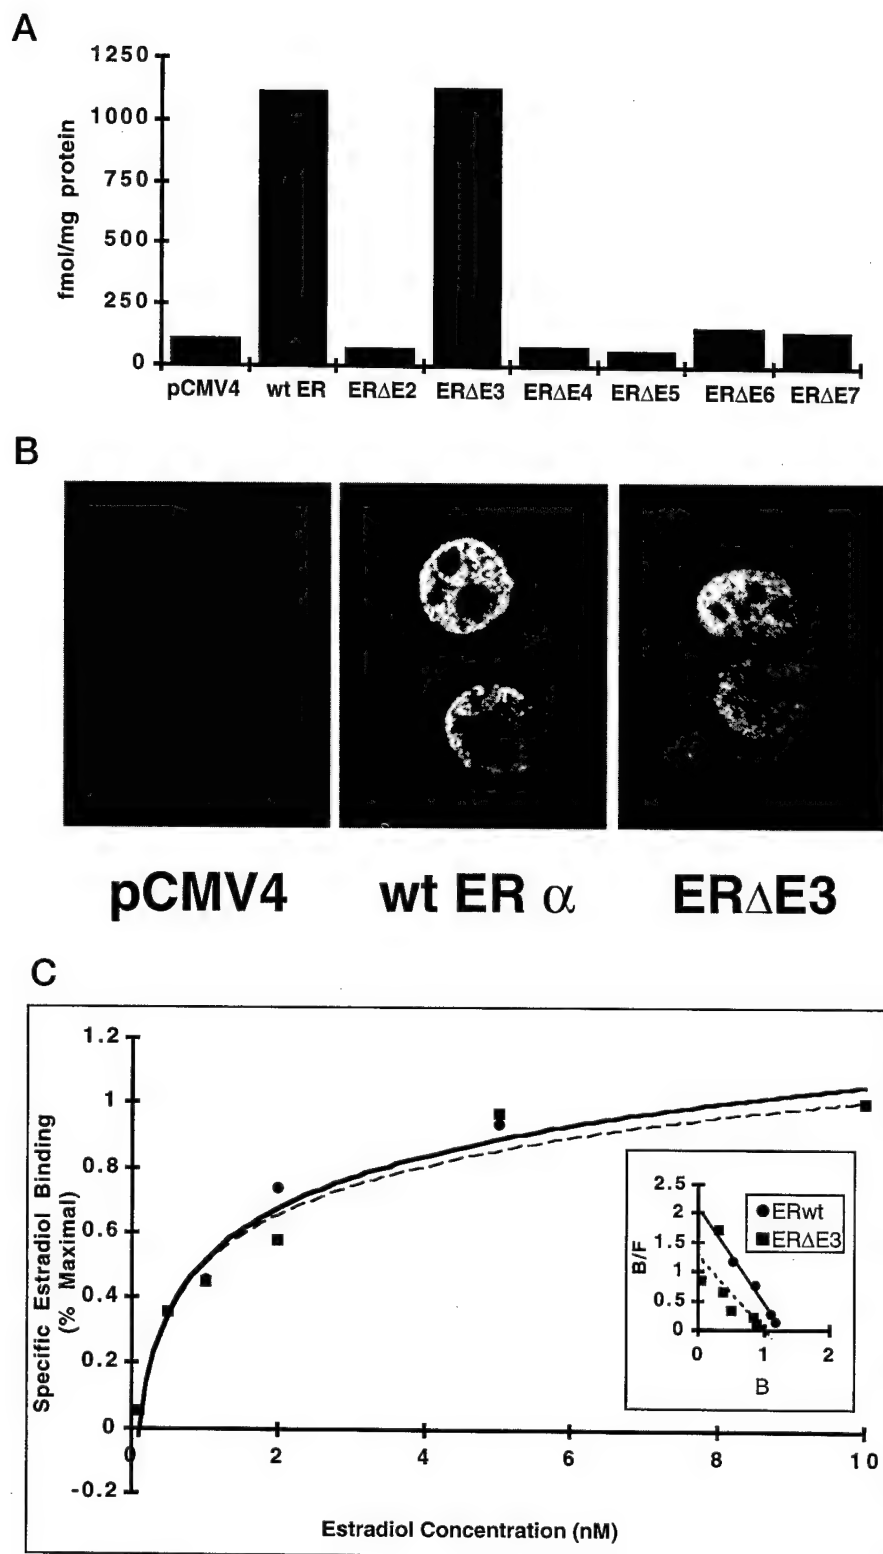 A
1250
1000
750
500
250
0
fmol/mg protein
pCMV4 wt ER ERΔE2 ERΔE3 ERΔE4 ERΔE5 ERΔE6 ERΔE7
B
pCMV4 wt ER α ERΔE3
C
1.2
1
0.8
0.6
0.4
0.2
0
-0.2
Specific Estradiol Binding
(% Maximal)
0 2 4 6 8 10
Estradiol Concentration (nM)
2.5
2
1.5
1
0.5
0
B/F
0 1 2
B
ERwt
ERΔE3